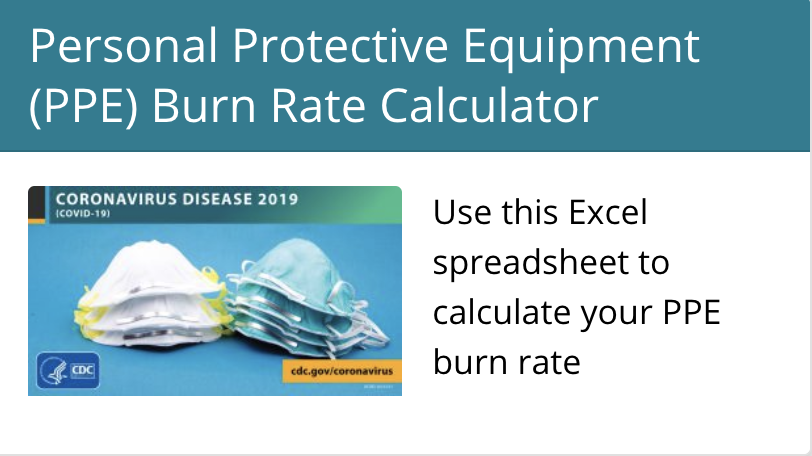 Personal Protective Equipment
(PPE) Burn Rate Calculator
CORONAVIRUS DISEASE 2019
(COVID-19)
Use this Excel
spreadsheet to
calculate your PPE
burn rate
CDC
cdc.gov/coronavirus